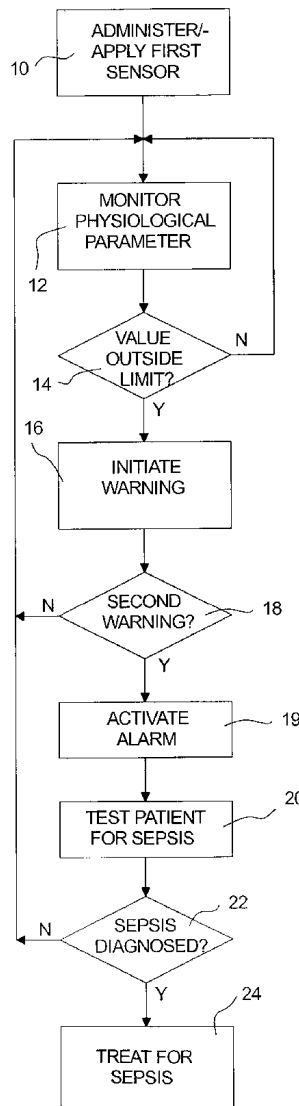 ADMINISTER/-
APPLY FIRST
SENSOR
10
MONITOR
PHYSIOLOGICAL
PARAMETER
12
VALUE
OUTSIDE
LIMIT?
N
14
Y
16
INITIATE
WARNING
N
SECOND
WARNING?
18
Y
ACTIVATE
ALARM
19
TEST PATIENT
FOR SEPSIS
20
22
N
SEPSIS
DIAGNOSED?
Y
24
TREAT FOR
SEPSIS